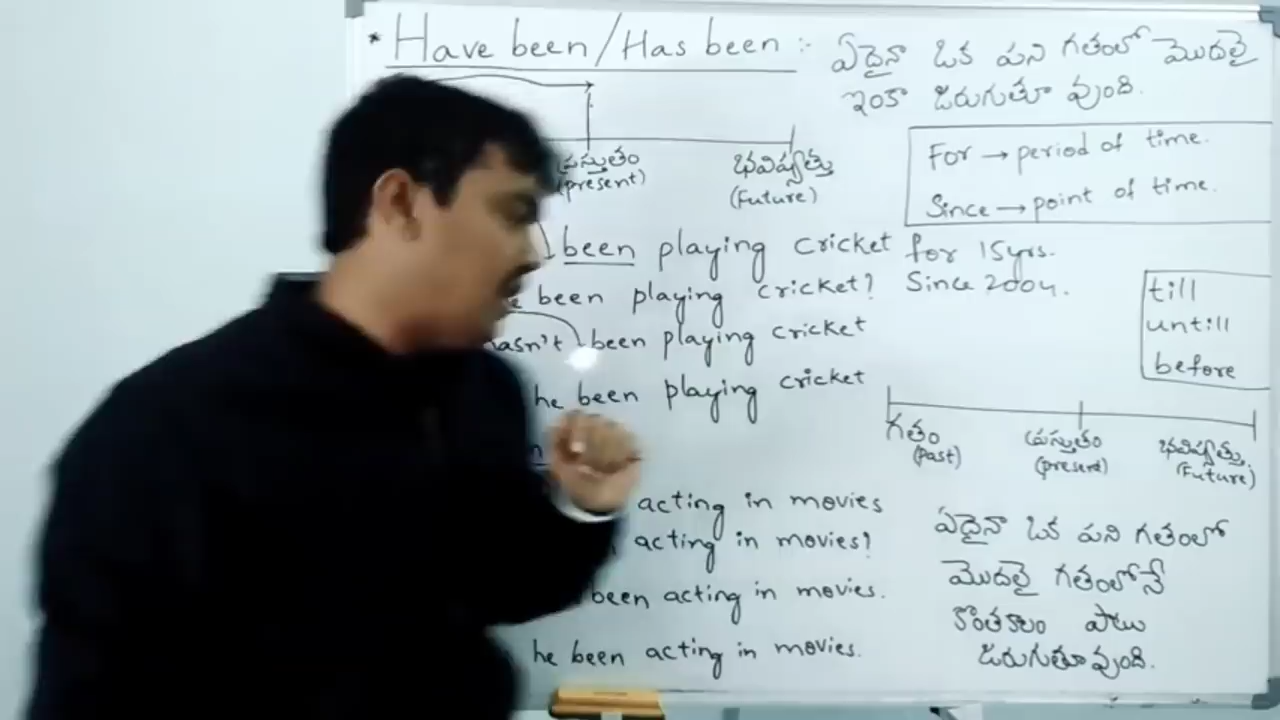 * Have been / Has been :-
ఏదైనా ఒక పని గతంలో మొదలై
ఇంకా జరుగుతూ వుంది.
ప్రస్తుతం
(present)
భవిష్యత్తు
(Future)
For → period of time.
Since → point of time.
been playing cricket for 15yrs.
been playing cricket? Since 2004.
hasn't been playing cricket
he been playing cricket
till
untill
before
గతం
(past)
ప్రస్తుతం
(present)
భవిష్యత్తు
(Future)
acting in movies
acting in movies?
been acting in movies.
he been acting in movies.
ఏదైనా ఒక పని గతంలో
మొదలై గతంలోనే
కొంతకాలం పాటు
జరుగుతూవుంది.